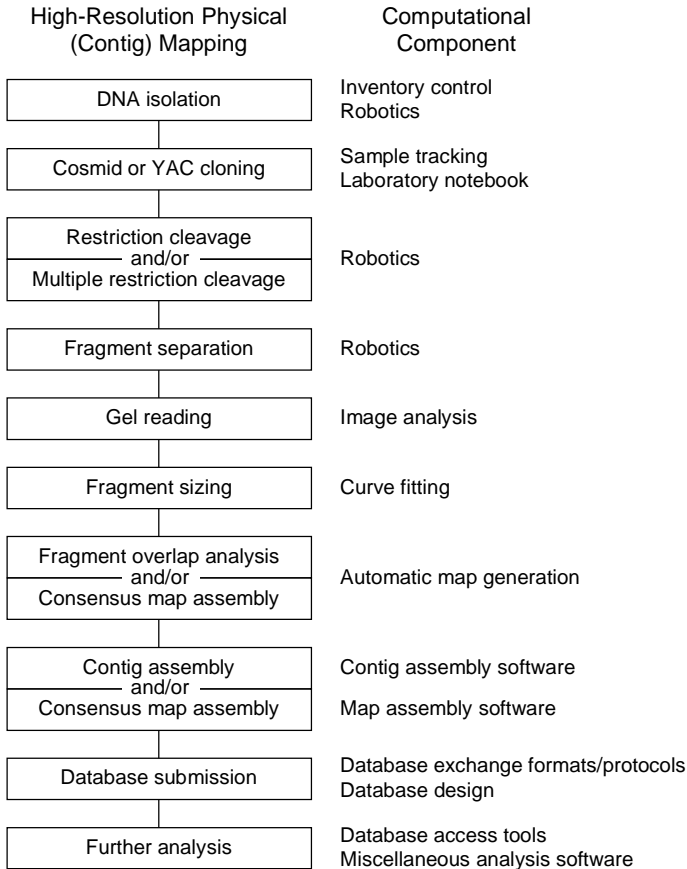 High-Resolution Physical
(Contig) Mapping
Computational
Component
DNA isolation
Inventory control
Robotics
Cosmid or YAC cloning
Sample tracking
Laboratory notebook
Restriction cleavage
and/or
Multiple restriction cleavage
Robotics
Fragment separation
Robotics
Gel reading
Image analysis
Fragment sizing
Curve fitting
Fragment overlap analysis
and/or
Consensus map assembly
Automatic map generation
Contig assembly
and/or
Consensus map assembly
Contig assembly software
Map assembly software
Database submission
Database exchange formats/protocols
Database design
Further analysis
Database access tools
Miscellaneous analysis software